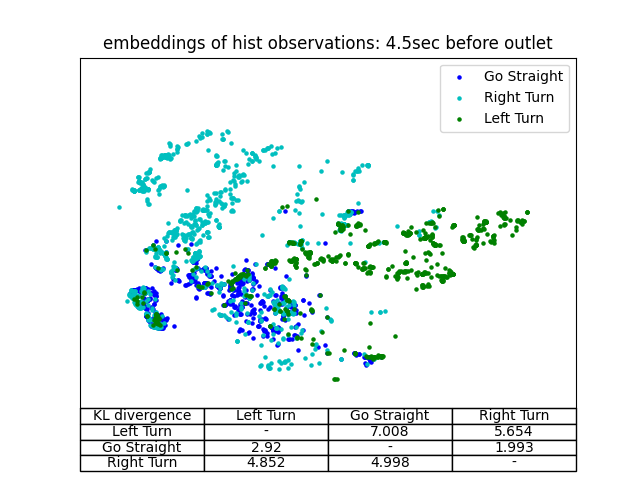 embeddings of hist observations: 4.5sec before outlet
Go Straight
Right Turn
Left Turn
KL divergence Left Turn Go Straight Right Turn
Left Turn - 7.008 5.654
Go Straight 2.92 - 1.993
Right Turn 4.852 4.998 -